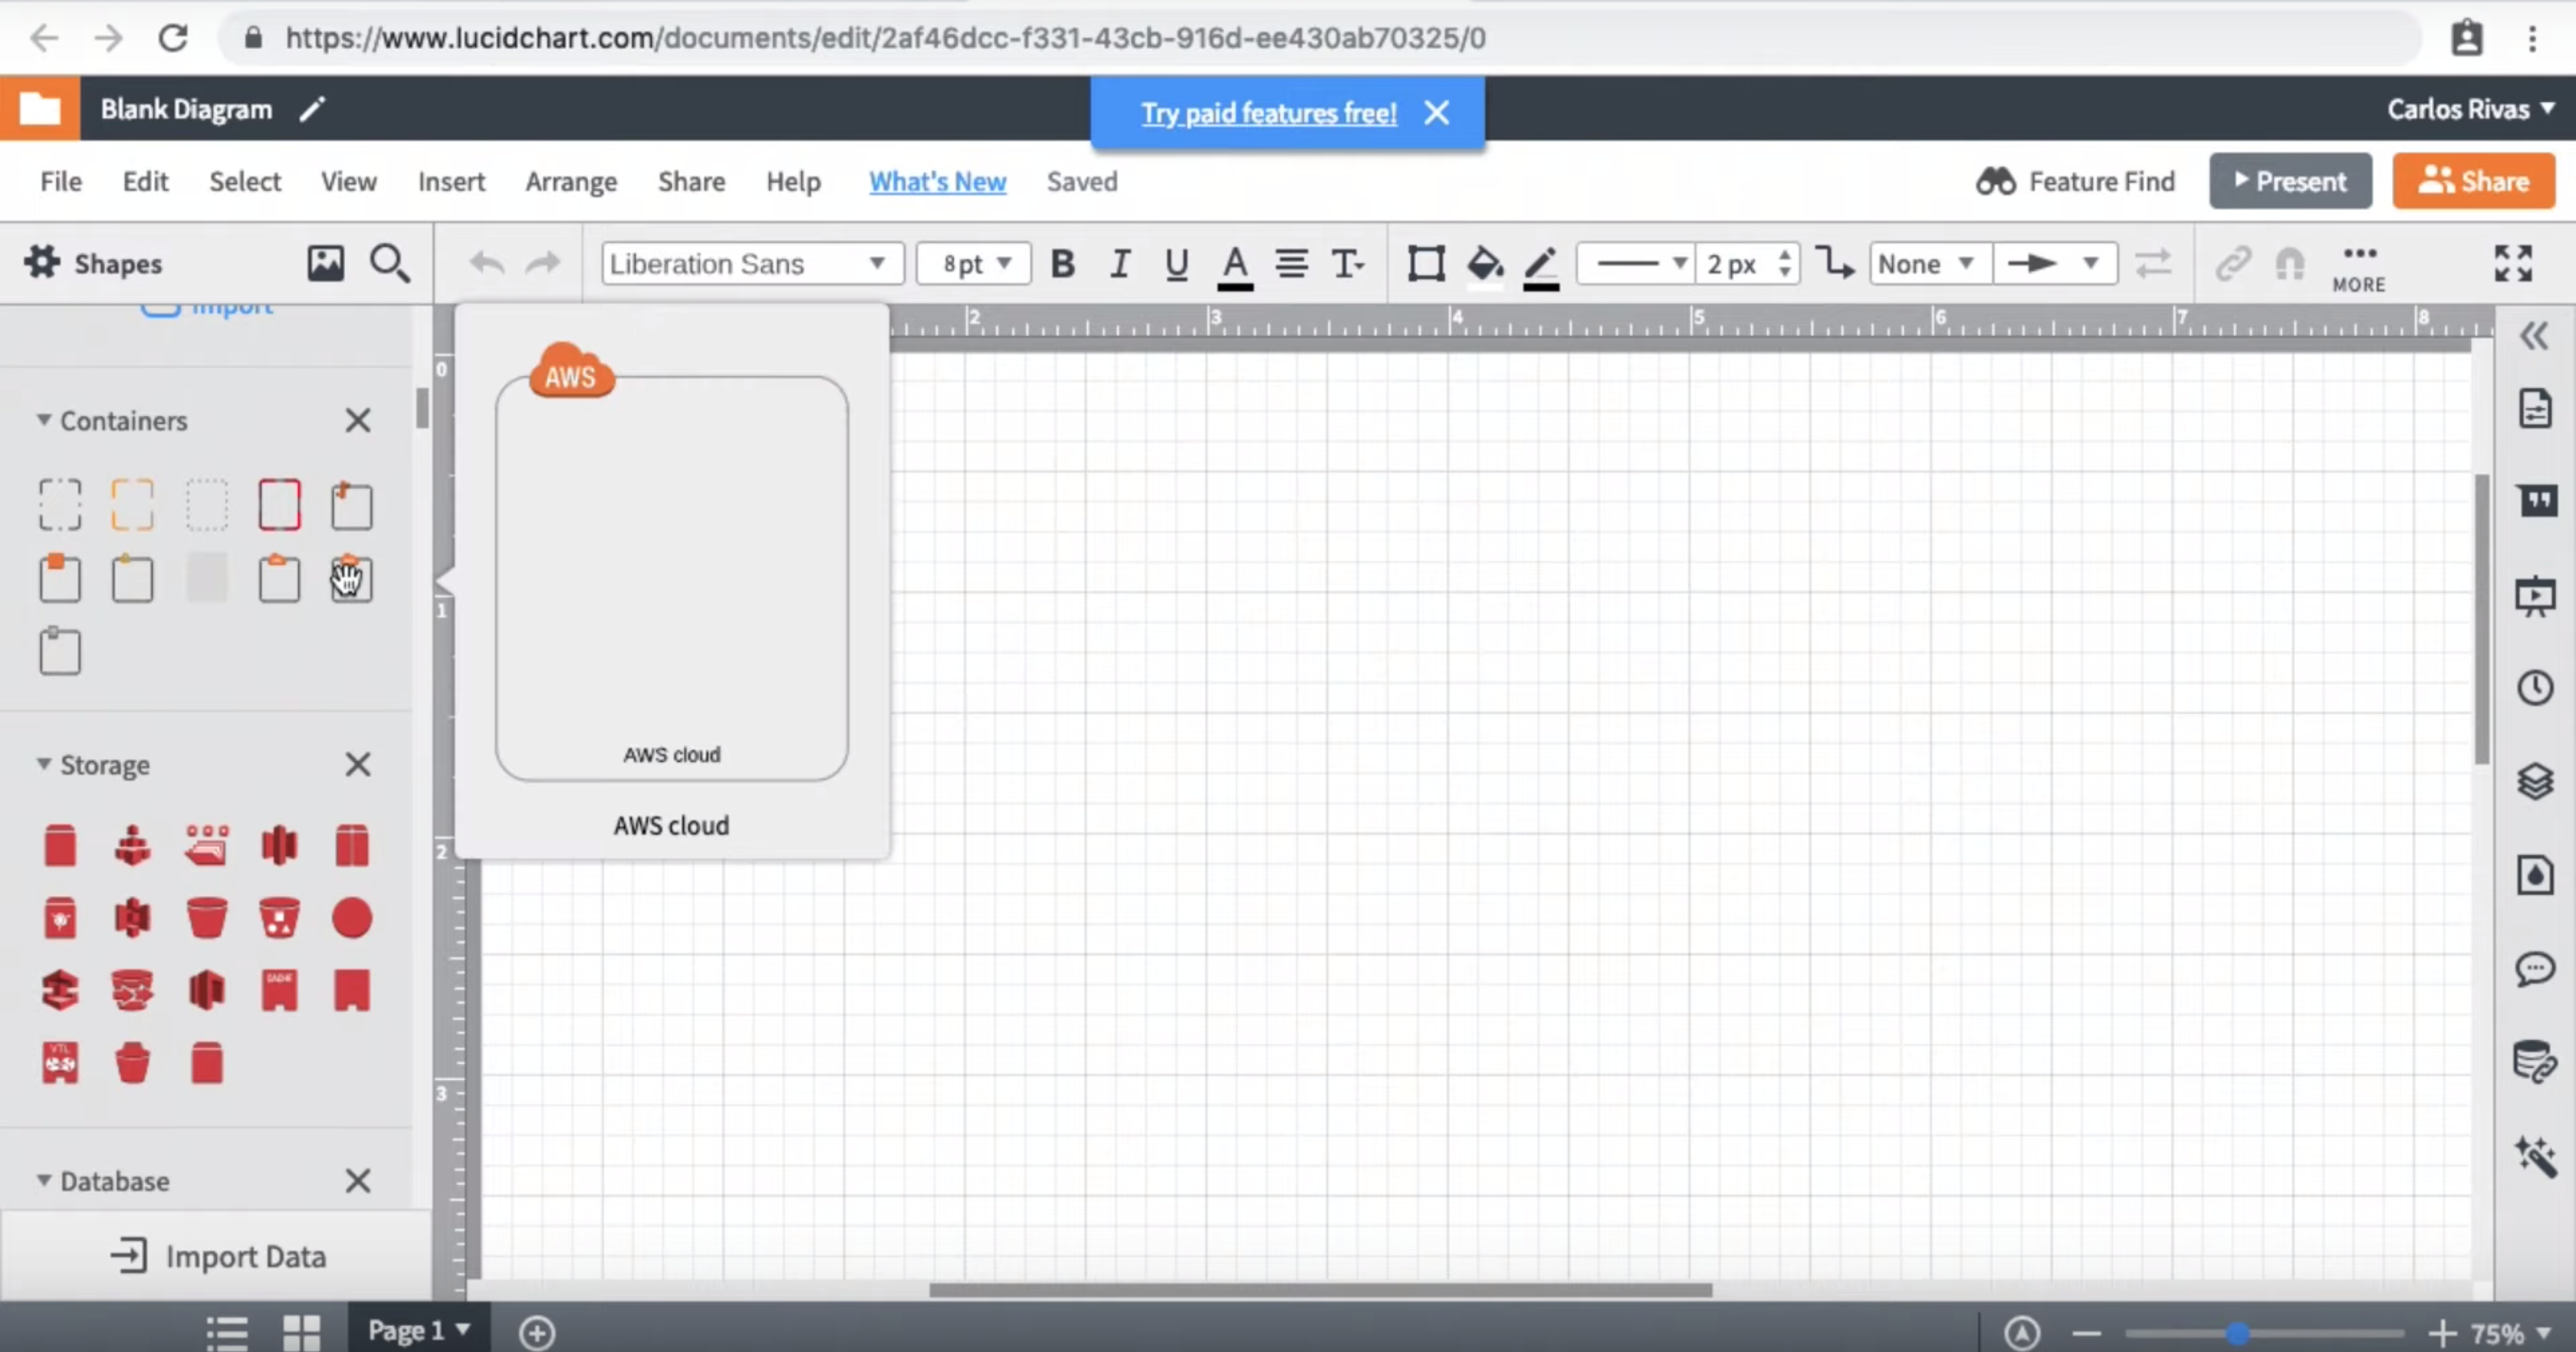 https://www.lucidchart.com/documents/edit/2af46dcc-f331-43cb-916d-ee430ab70325/0
Blank Diagram
Try paid features free!
Carlos Rivas
File Edit Select View Insert Arrange Share Help What's New Saved
Feature Find
Present
Share
Shapes
Liberation Sans
8 pt
B I U A T
2 px
None
MORE
Import
2 3 4 5 6 7 8
0
1
2
3
Containers
AWS
AWS cloud
AWS cloud
Storage
CACHE
VTL
Database
Import Data
Page 1
75%